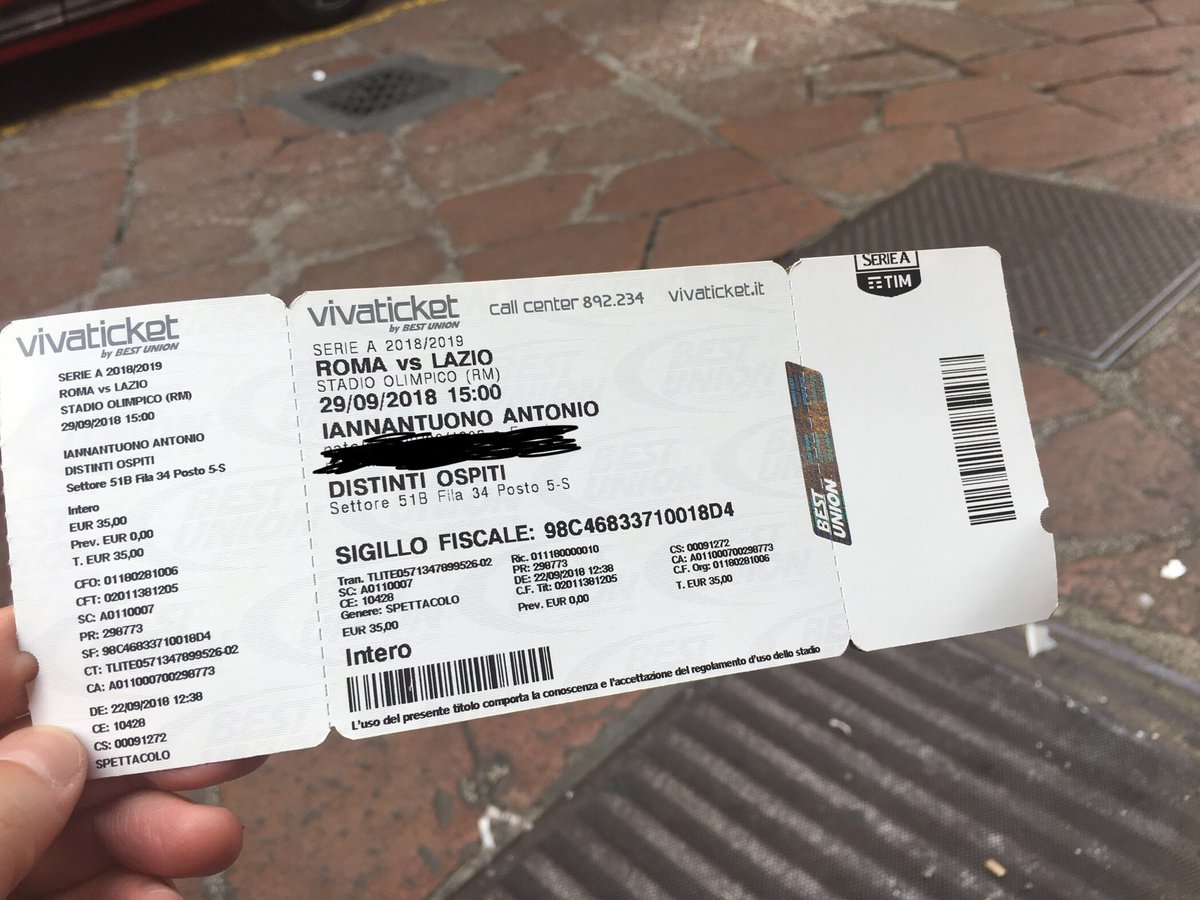 vivaticket
by BEST UNION
SERIE A 2018/2019
ROMA vs LAZIO
STADIO OLIMPICO (RM)
29/09/2018 15:00
IANNANTUONO ANTONIO
DISTINTI OSPITI
Settore 51B Fila 34 Posto 5-S
Intero
EUR 35,00
Prev. EUR 0,00
T. EUR 35,00
CFO: 01180281006
CFT: 02011381205
SC: A0110007
PR: 298773
SF: 98C46833710018D4
CT: TLITE0571347899526-02
CA: A011000700298773
DE: 22/09/2018 12:38
CE: 10428
CS: 00091272
SPETTACOLO
vivaticket
by BEST UNION
call center 892.234
vivaticket.it
SERIE A 2018/2019
ROMA vs LAZIO
STADIO OLIMPICO (RM)
29/09/2018 15:00
IANNANTUONO ANTONIO
DISTINTI OSPITI
Settore 51B Fila 34 Posto 5-S
SIGILLO FISCALE: 98C46833710018D4
Tran. TLITE0571347899526-02
SC: A0110007
CE: 10428
Genere: SPETTACOLO
EUR 35,00
Ric. 011180000010
PR: 298773
DE: 22/09/2018 12:38
C.F. Tit: 02011381205
Prev. EUR 0,00
CS: 00091272
CA: A011000700298773
C.F. Org: 01180281006
T. EUR 35,00
Intero
L'uso del presente titolo comporta la conoscenza e l'accettazione del regolamento d'uso dello stadio
BEST
UNION
SERIE A
TIM